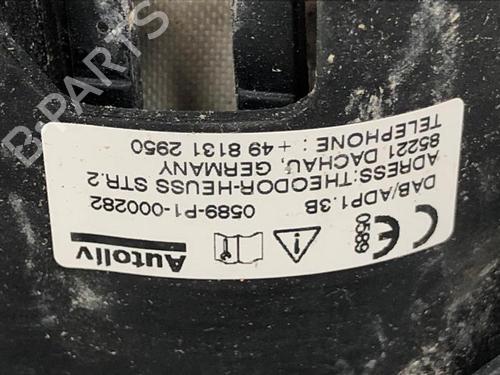 Autoliv
CE 0589
0589-P1-000282
DAB/ADP1.3B
ADRESS:THEODOR-HEUSS STR.2
85221 DACHAU, GERMANY
TELEPHONE : +49 8131 2950
B-PARTS